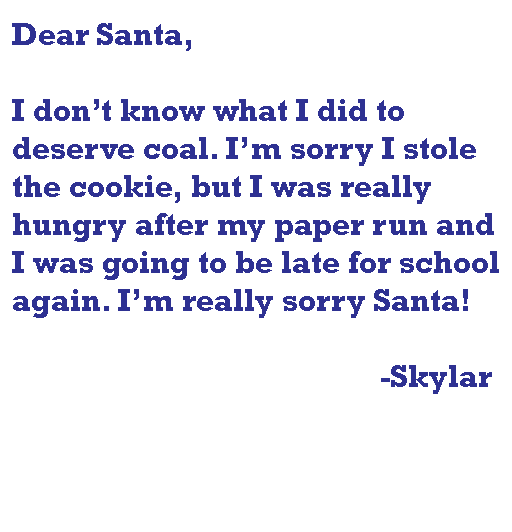 Dear Santa,
I don’t know what I did to
deserve coal. I’m sorry I stole
the cookie, but I was really
hungry after my paper run and
I was going to be late for school
again. I’m really sorry Santa!
-Skylar